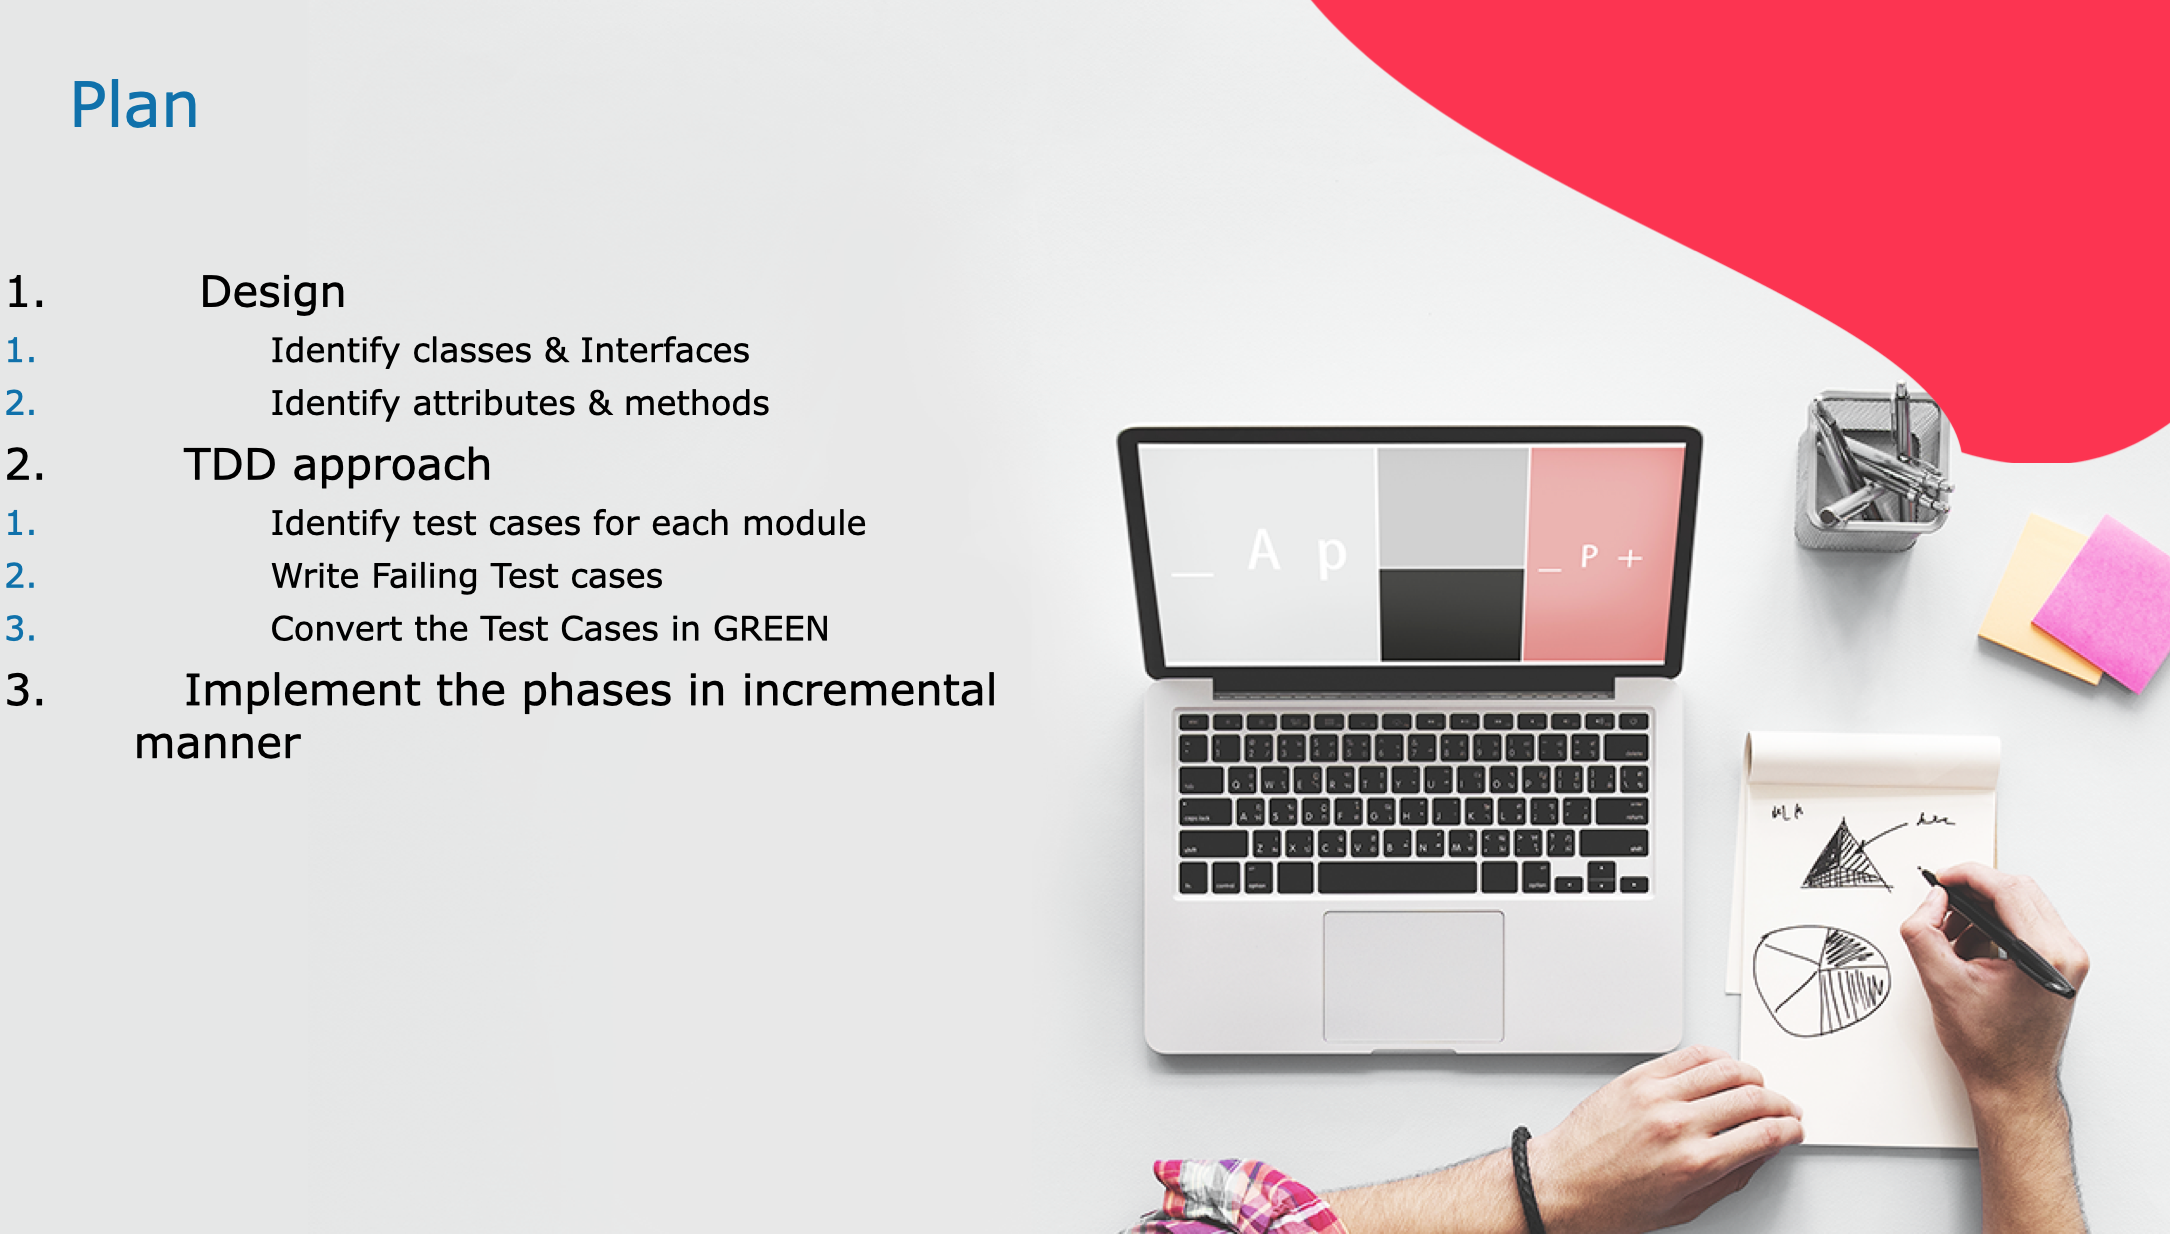 Plan
1. Design
1. Identify classes & Interfaces
2. Identify attributes & methods
2. TDD approach
1. Identify test cases for each module
2. Write Failing Test cases
3. Convert the Test Cases in GREEN
3. Implement the phases in incremental
manner
_ A p
_ P +